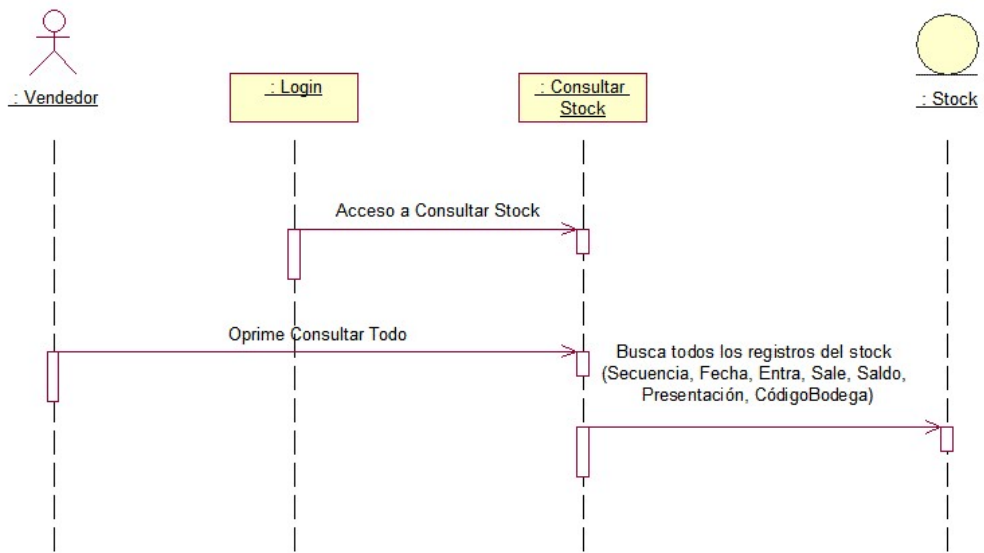 : Vendedor
: Login
: Consultar
Stock
: Stock
Acceso a Consultar Stock
Oprime Consultar Todo
Busca todos los registros del stock
(Secuencia, Fecha, Entra, Sale, Saldo,
Presentación, CódigoBodega)